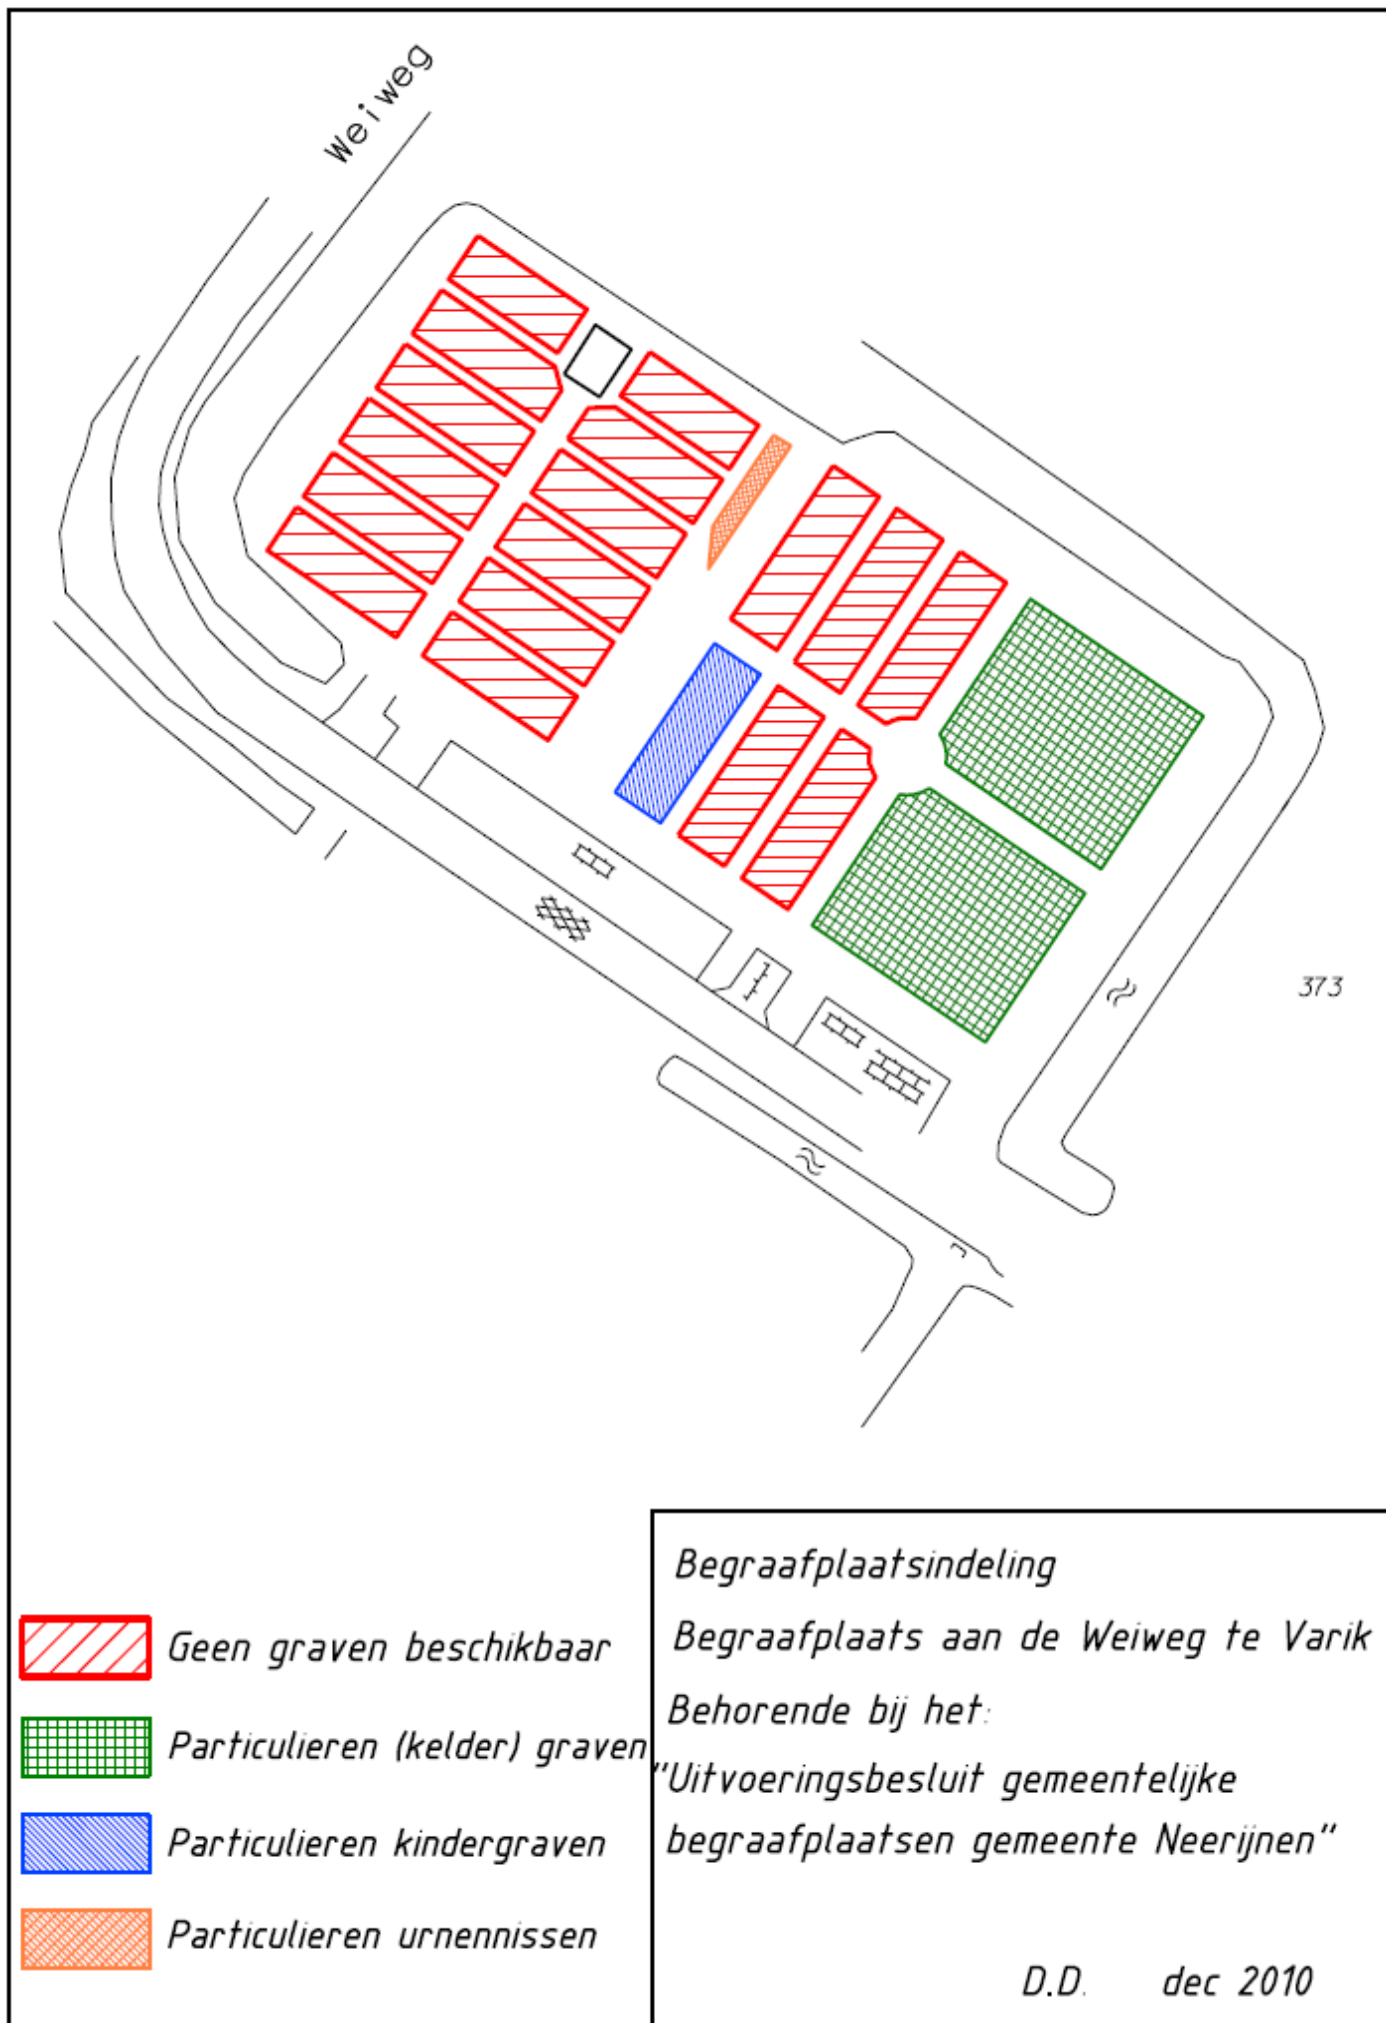 Weiweg
373
Geen graven beschikbaar
Particulieren (kelder) graven
Particulieren kindergraven
Particulieren urnennissen
Begraafplaatsindeling
Begraafplaats aan de Weiweg te Varik
Behorende bij het:
"Uitvoeringsbesluit gemeentelijke
begraafplaatsen gemeente Neerijnen"
D.D. dec 2010